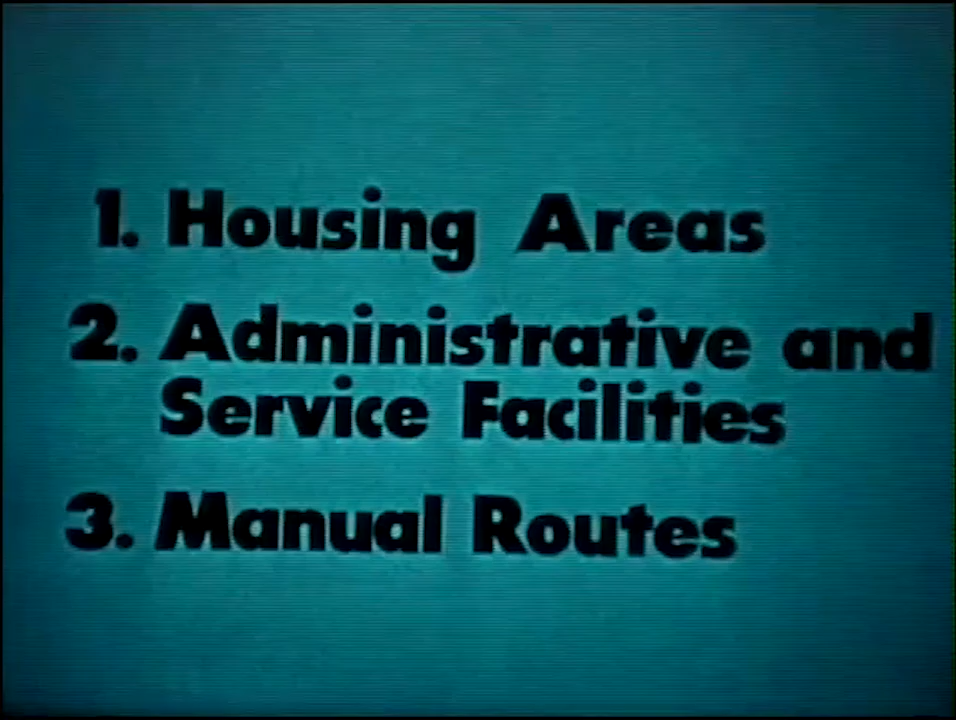 1. Housing Areas
2. Administrative and
Service Facilities
3. Manual Routes